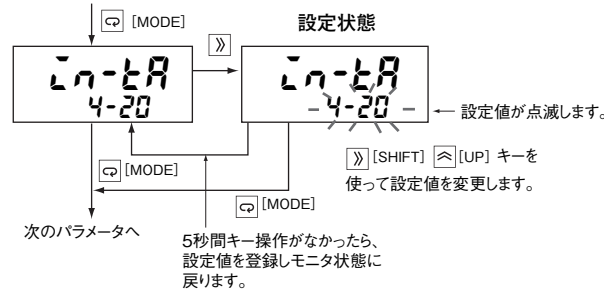 [MODE]
設定状態
in-tA
in-tA
4-20
4-20
設定値が点滅します。
[SHIFT] [UP] キーを
使って設定値を変更します。
[MODE]
[MODE]
次のパラメータへ
5秒間キー操作がなかったら、
設定値を登録しモニタ状態に
戻ります。